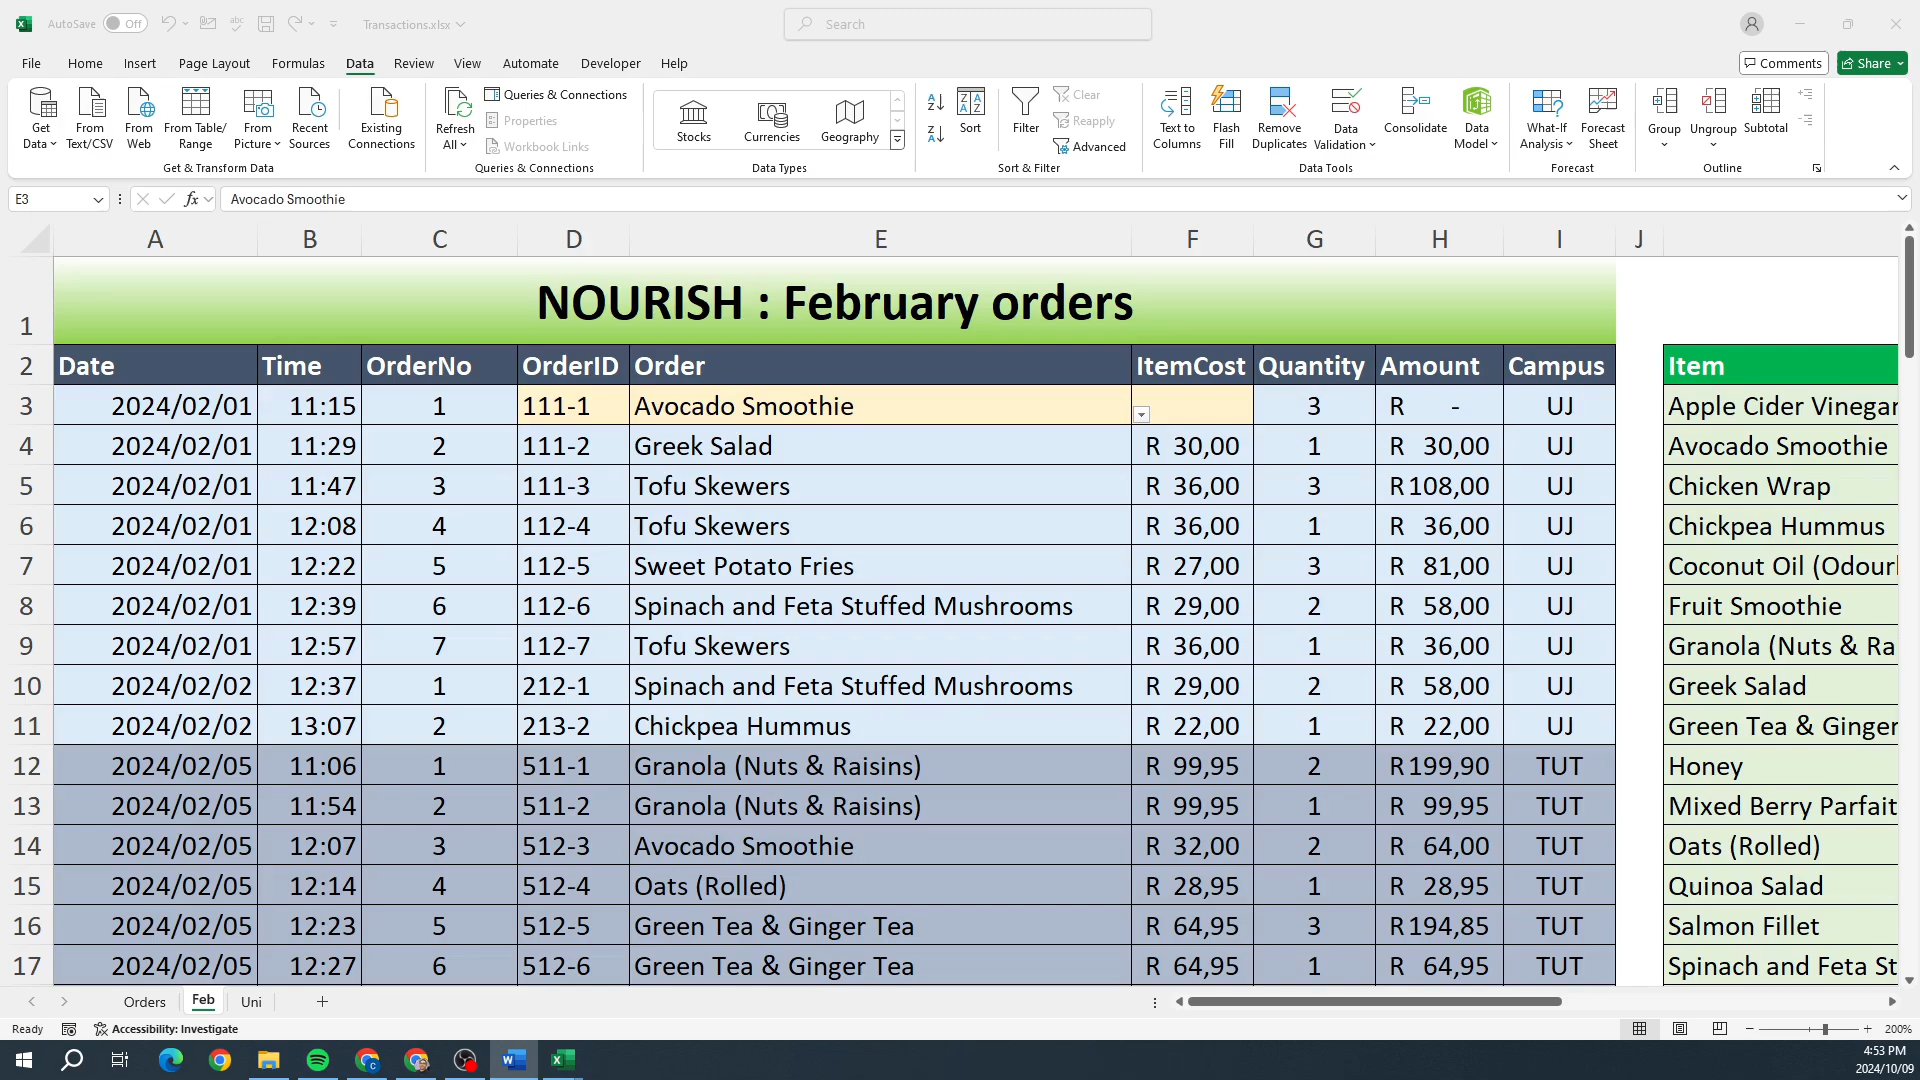 AutoSave Off Transactions.xlsx Search
File Home Insert Page Layout Formulas Data Review View Automate Developer Help Comments Share
Get Data From Text/CSV From Web From Table/ Range From Picture Recent Sources Existing Connections
Get & Transform Data
Refresh All Queries & Connections Properties Workbook Links
Queries & Connections
Stocks Currencies Geography
Data Types
Sort Filter Clear Reapply Advanced
Sort & Filter
Text to Columns Flash Fill Remove Duplicates Data Validation Consolidate Data Model
Data Tools
What-If Analysis Forecast Sheet
Forecast
Group Ungroup Subtotal
Outline
E3 fx Avocado Smoothie
A B C D E F G H I J
1 NOURISH : February orders
2 Date Time OrderNo OrderID Order ItemCost Quantity Amount Campus Item
3 2024/02/01 11:15 1 111-1 Avocado Smoothie 3 R - UJ Apple Cider Vinegar
4 2024/02/01 11:29 2 111-2 Greek Salad R 30,00 1 R 30,00 UJ Avocado Smoothie
5 2024/02/01 11:47 3 111-3 Tofu Skewers R 36,00 3 R 108,00 UJ Chicken Wrap
6 2024/02/01 12:08 4 112-4 Tofu Skewers R 36,00 1 R 36,00 UJ Chickpea Hummus
7 2024/02/01 12:22 5 112-5 Sweet Potato Fries R 27,00 3 R 81,00 UJ Coconut Oil (Odourl
8 2024/02/01 12:39 6 112-6 Spinach and Feta Stuffed Mushrooms R 29,00 2 R 58,00 UJ Fruit Smoothie
9 2024/02/01 12:57 7 112-7 Tofu Skewers R 36,00 1 R 36,00 UJ Granola (Nuts & Rai
10 2024/02/02 12:37 1 212-1 Spinach and Feta Stuffed Mushrooms R 29,00 2 R 58,00 UJ Greek Salad
11 2024/02/02 13:07 2 213-2 Chickpea Hummus R 22,00 1 R 22,00 UJ Green Tea & Ginger
12 2024/02/05 11:06 1 511-1 Granola (Nuts & Raisins) R 99,95 2 R 199,90 TUT Honey
13 2024/02/05 11:54 2 511-2 Granola (Nuts & Raisins) R 99,95 1 R 99,95 TUT Mixed Berry Parfait
14 2024/02/05 12:07 3 512-3 Avocado Smoothie R 32,00 2 R 64,00 TUT Oats (Rolled)
15 2024/02/05 12:14 4 512-4 Oats (Rolled) R 28,95 1 R 28,95 TUT Quinoa Salad
16 2024/02/05 12:23 5 512-5 Green Tea & Ginger Tea R 64,95 3 R 194,85 TUT Salmon Fillet
17 2024/02/05 12:27 6 512-6 Green Tea & Ginger Tea R 64,95 1 R 64,95 TUT Spinach and Feta St
Orders Feb Uni
Ready Accessibility: Investigate 200%
4:53 PM
2024/10/09